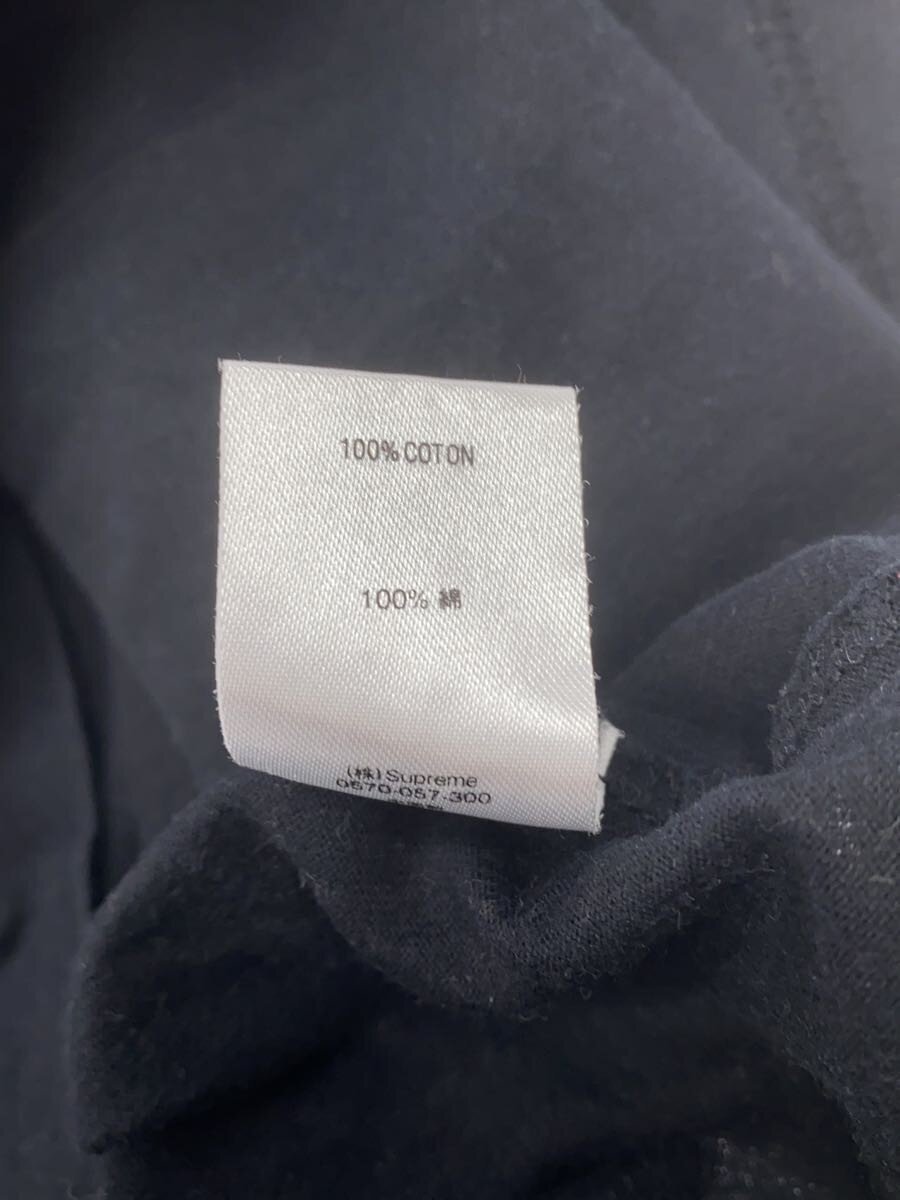 100% COTON
100% 綿
(株) Supreme
0570-057-300